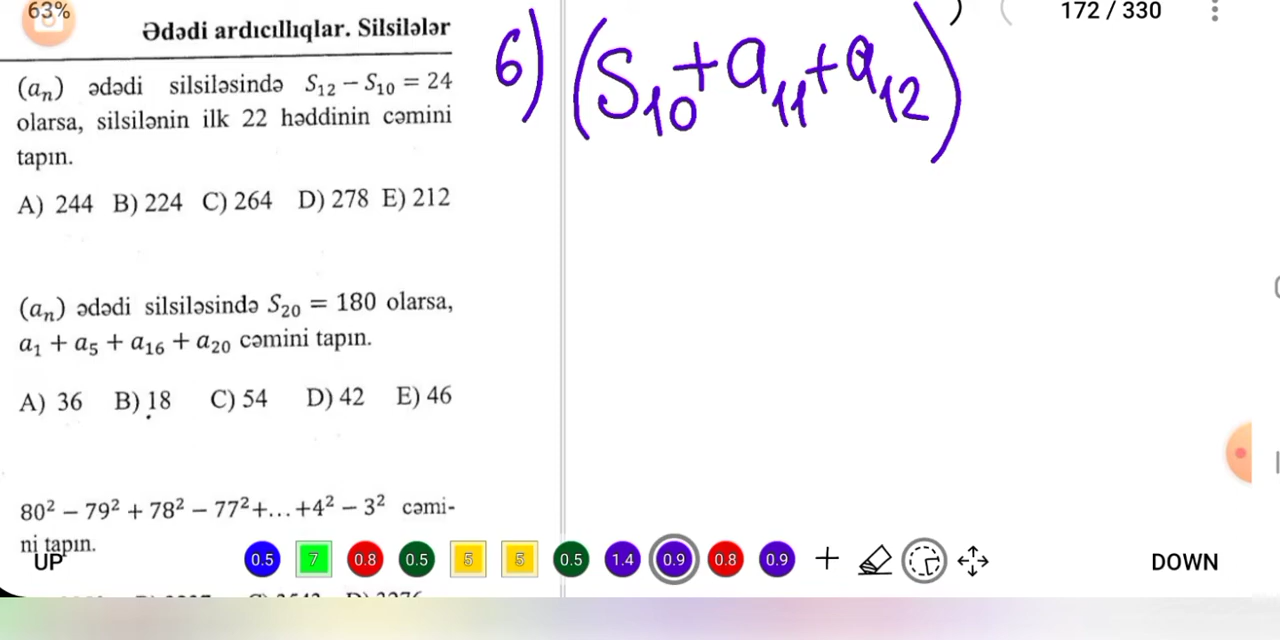 63%
Ədədi ardıcıllıqlar. Silsilələr
172 / 330
6) (S₁₀ + a₁₁ + a₁₂)
(aₙ) ədədi silsiləsində S₁₂ − S₁₀ = 24
olarsa, silsilənin ilk 22 həddinin cəmini
tapın.
A) 244 B) 224 C) 264 D) 278 E) 212
(aₙ) ədədi silsiləsində S₂₀ = 180 olarsa,
a₁ + a₅ + a₁₆ + a₂₀ cəmini tapın.
A) 36 B) 18 C) 54 D) 42 E) 46
80² − 79² + 78² − 77²+...+4² − 3² cəmi-
ni tapın.
UP
0.5 7 0.8 0.5 5 5 0.5 1.4 0.9 0.8 0.9
DOWN